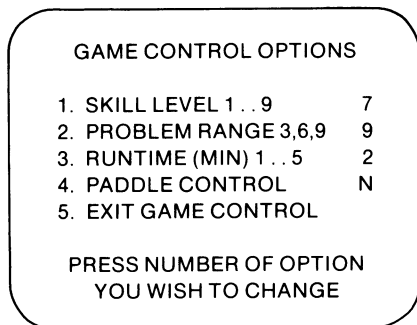 GAME CONTROL OPTIONS
1. SKILL LEVEL 1 . . 9 7
2. PROBLEM RANGE 3,6,9 9
3. RUNTIME (MIN) 1 . . 5 2
4. PADDLE CONTROL N
5. EXIT GAME CONTROL
PRESS NUMBER OF OPTION
YOU WISH TO CHANGE